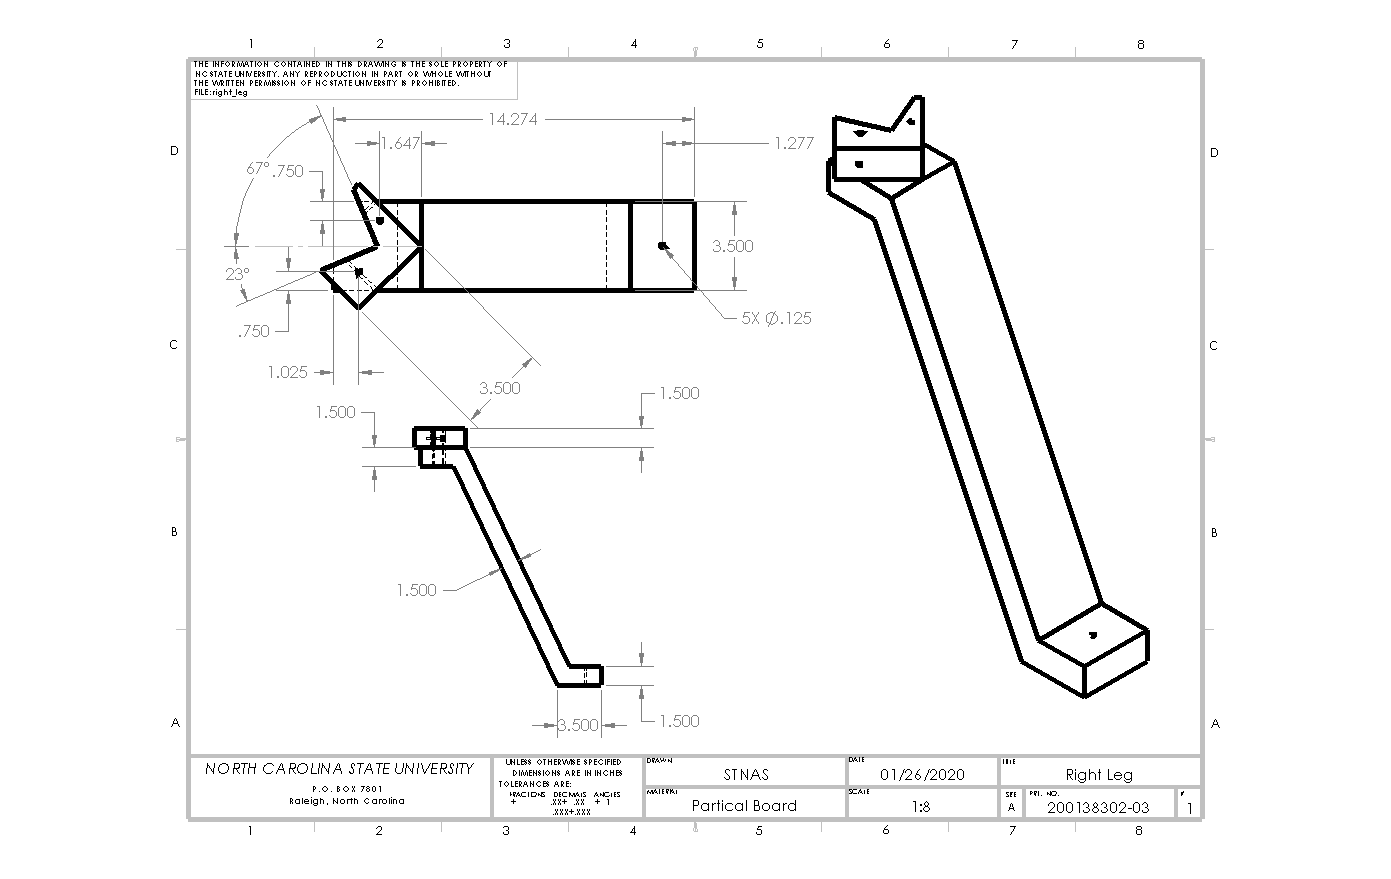 1 2 3 4 5 6 7 8
THE INFORMATION CONTAINED IN THIS DRAWING IS THE SOLE PROPERTY OF
NC STATE UNIVERSITY. ANY REPRODUCTION IN PART OR WHOLE WITHOUT
THE WRITTEN PERMISSION OF NC STATE UNIVERSITY IS PROHIBITED.
FILE:right_leg
14.274
D
1.647
1.277
D
67°
.750
3.500
23°
5X Ø.125
.750
C
C
1.025
3.500
1.500
1.500
B
B
1.500
A
1.500
A
3.500
NORTH CAROLINA STATE UNIVERSITY
P.O. BOX 7801
Raleigh, North Carolina
UNLESS OTHERWISE SPECIFIED
DIMENSIONS ARE IN INCHES
TOLERANCES ARE:
FRACTIONS DECIMALS ANGLES
+ .XX+ .XX + 1
.XXX+.XXX
DRAWN
STNAS
DATE
01/26/2020
TITLE
Right Leg
MATERIAL
Partical Board
SCALE
1:8
SIZE
A
PRJ. NO.
200138302-03
#
1
1 2 3 4 5 6 7 8